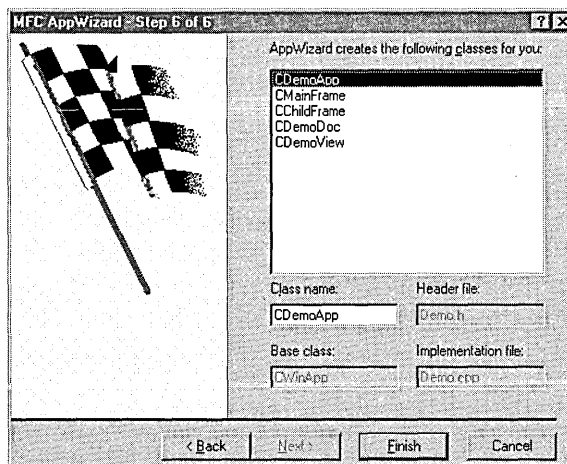 MFC AppWizard - Step 6 of 6
AppWizard creates the following classes for you:
CDemoApp
CMainFrame
CChildFrame
CDemoDoc
CDemoView
Class name:
Header file:
CDemoApp
Demo.h
Base class:
Implementation file:
CWinApp
Demo.cpp
< Back
Next >
Finish
Cancel